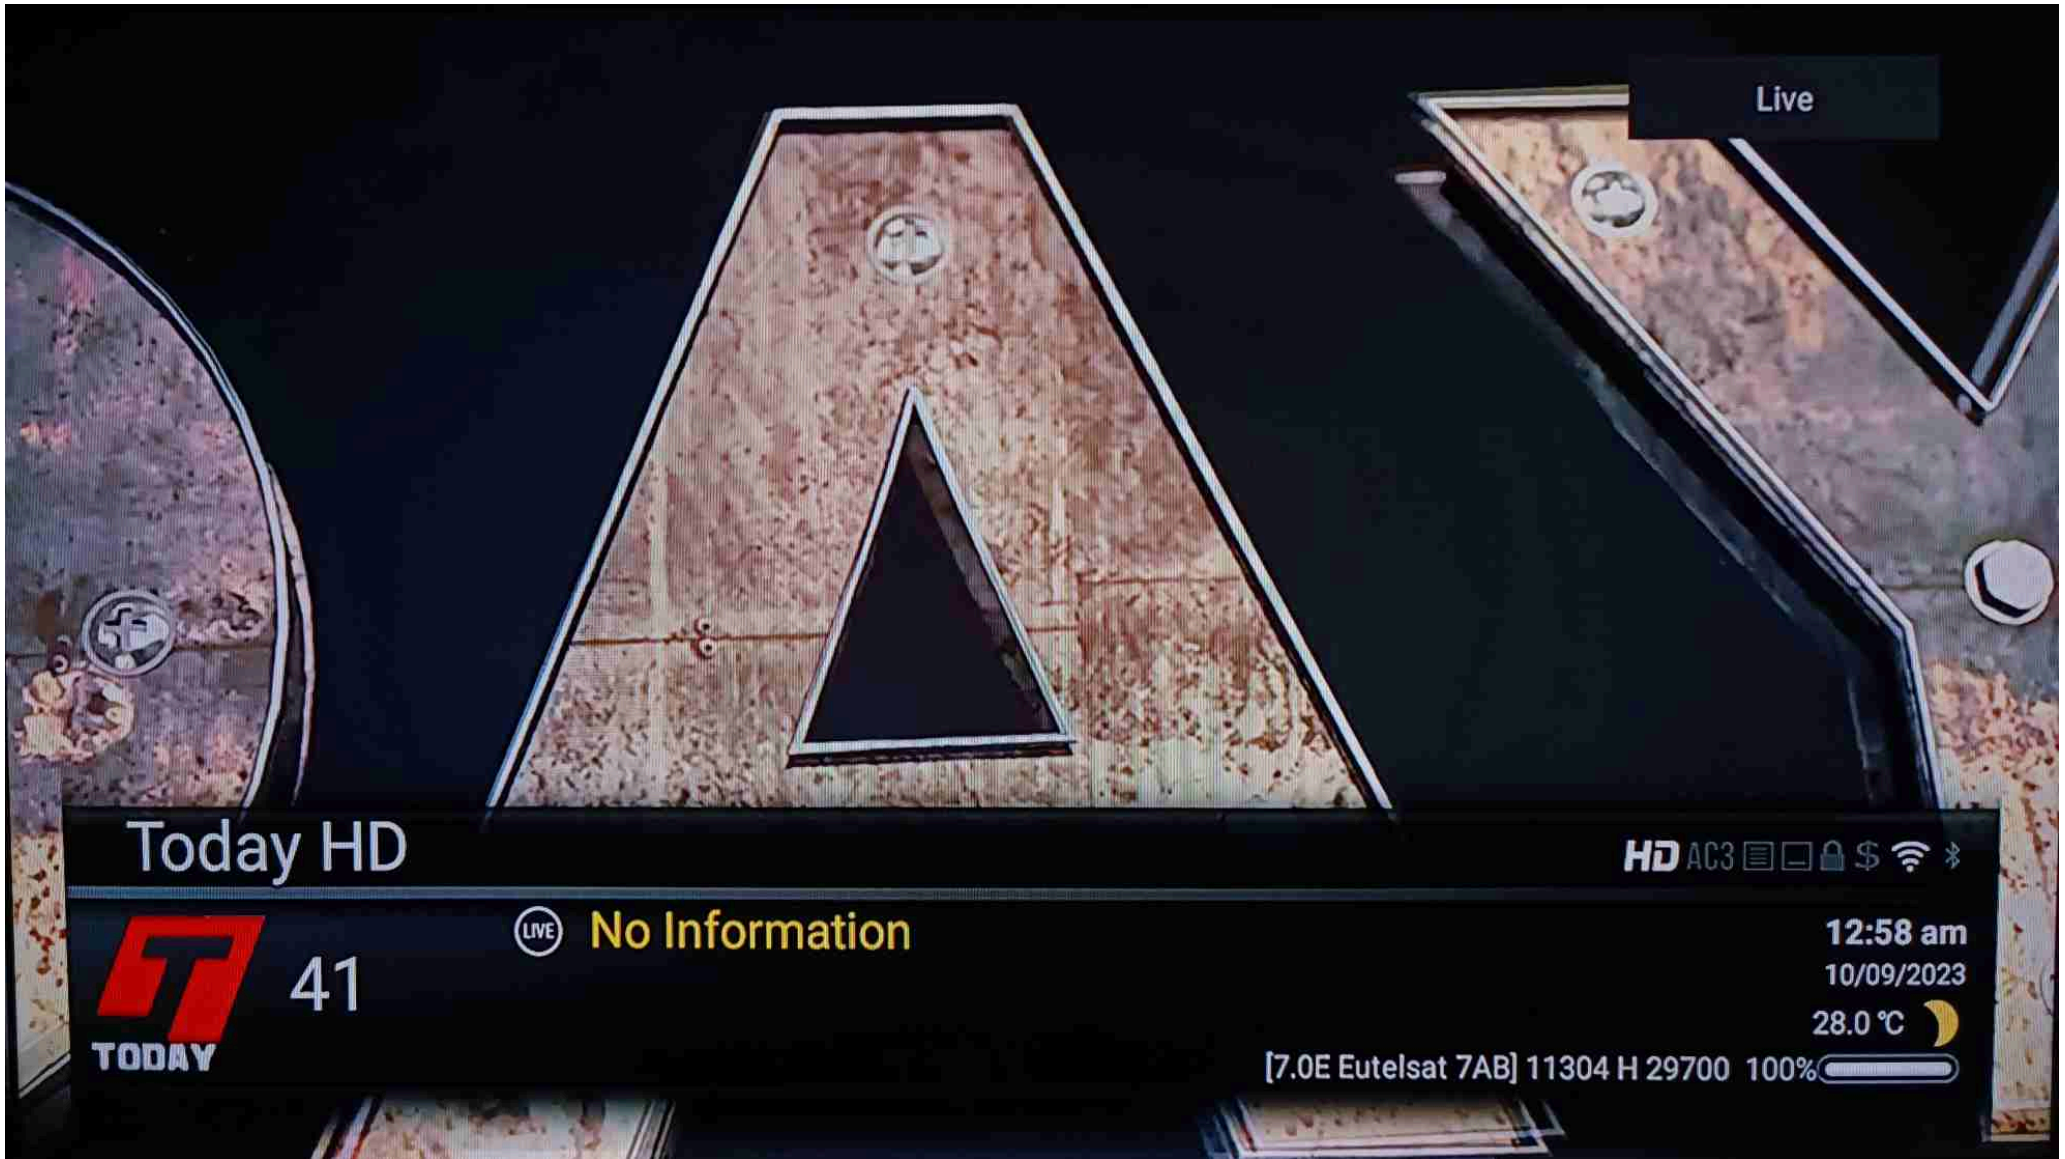 DAY
Live
Today HD
HD AC3 $
TODAY
41
LIVE No Information
12:58 am
10/09/2023
28.0 °C
[7.0E Eutelsat 7AB] 11304 H 29700 100%